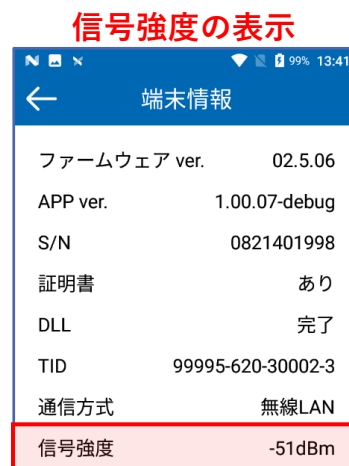 信号強度の表示
99% 13:41
端末情報
ファームウェア ver. 02.5.06
APP ver. 1.00.07-debug
S/N 0821401998
証明書 あり
DLL 完了
TID 99995-620-30002-3
通信方式 無線LAN
信号強度 -51dBm